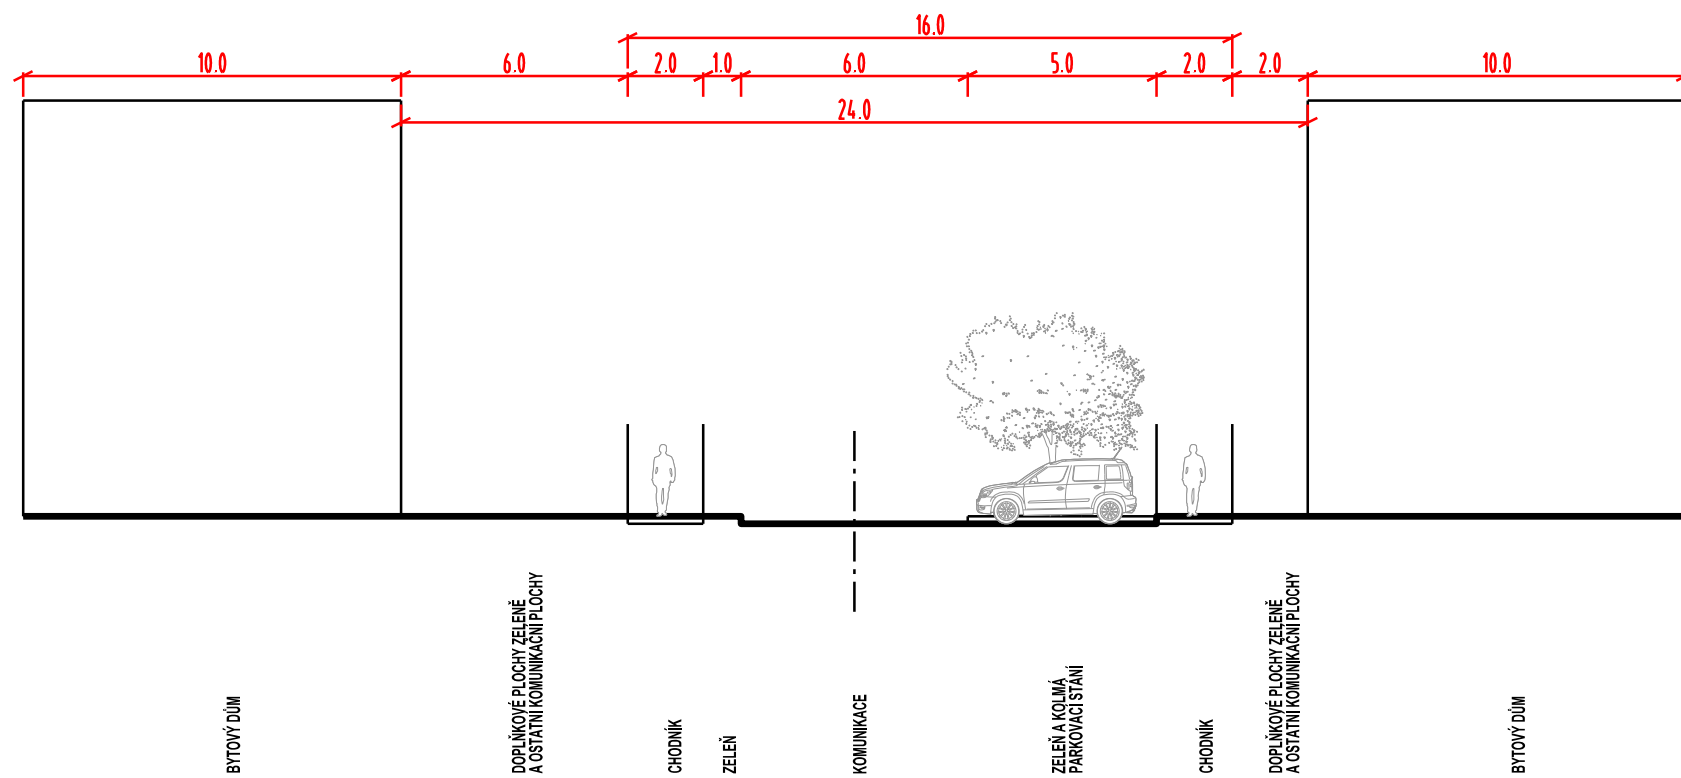 16.0
10.0
6.0
2.0
1.0
6.0
5.0
2.0
2.0
10.0
24.0
BYTOVÝ DŮM
DOPLŇKOVÉ PLOCHY ZELENĚ
A OSTATNÍ KOMUNIKAČNÍ PLOCHY
CHODNÍK
ZELEŇ
KOMUNIKACE
ZELEŇ A KOLMÁ
PARKOVACÍ STÁNÍ
CHODNÍK
DOPLŇKOVÉ PLOCHY ZELENĚ
A OSTATNÍ KOMUNIKAČNÍ PLOCHY
BYTOVÝ DŮM